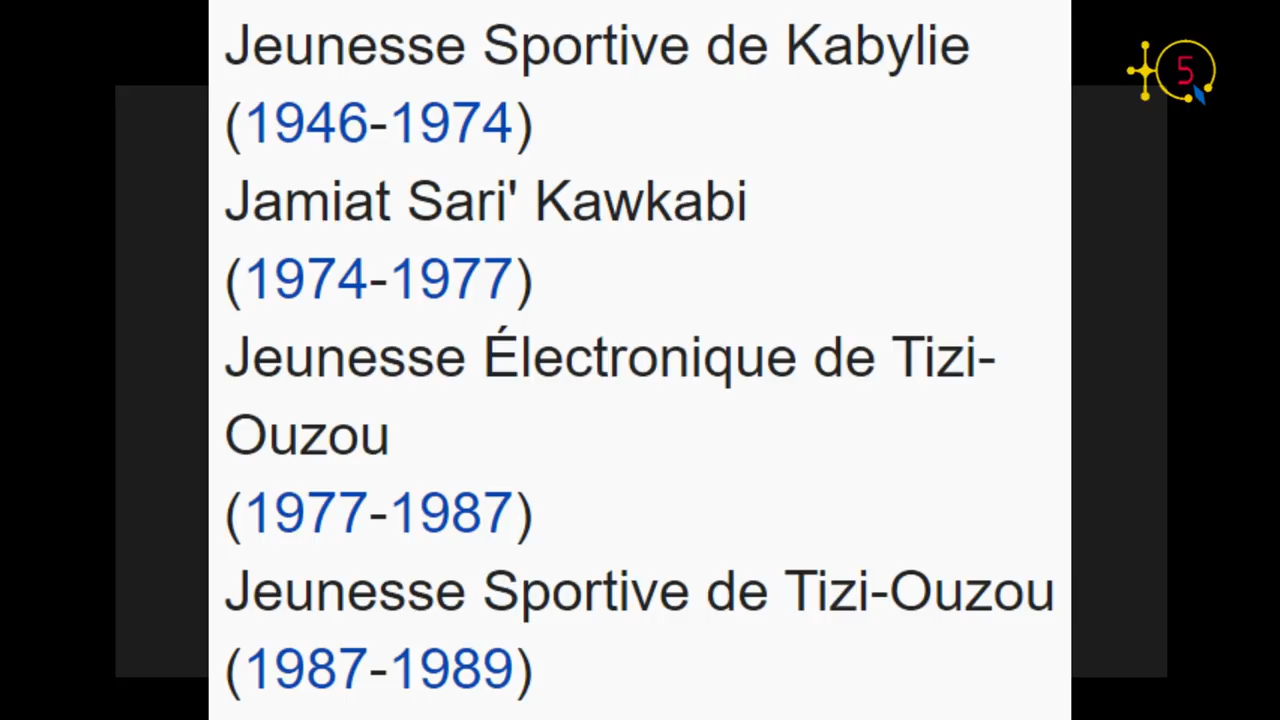 Jeunesse Sportive de Kabylie
(1946-1974)
Jamiat Sari' Kawkabi
(1974-1977)
Jeunesse Électronique de Tizi-
Ouzou
(1977-1987)
Jeunesse Sportive de Tizi-Ouzou
(1987-1989)
5